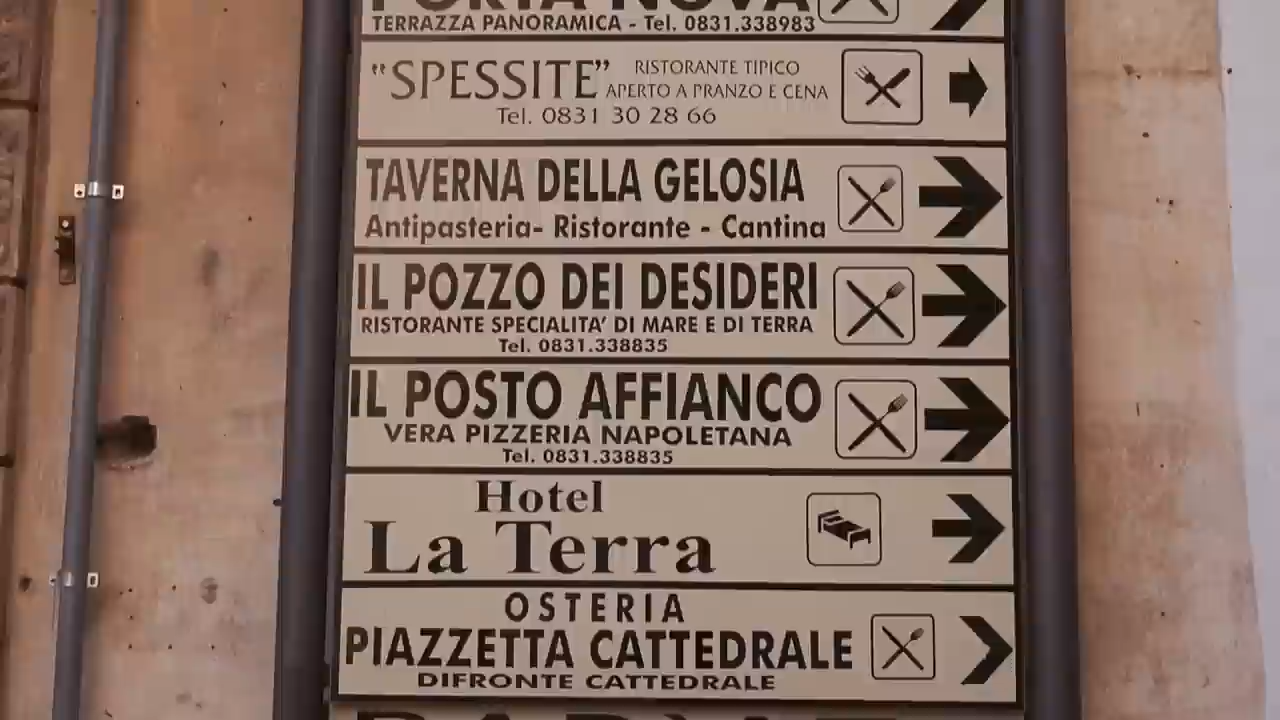 PORTA NOVA
TERRAZZA PANORAMICA - Tel. 0831.338983
"SPESSITE" RISTORANTE TIPICO
APERTO A PRANZO E CENA
Tel. 0831 30 28 66
TAVERNA DELLA GELOSIA
Antipasteria- Ristorante - Cantina
IL POZZO DEI DESIDERI
RISTORANTE SPECIALITA' DI MARE E DI TERRA
Tel. 0831.338835
IL POSTO AFFIANCO
VERA PIZZERIA NAPOLETANA
Tel. 0831.338835
Hotel
La Terra
OSTERIA
PIAZZETTA CATTEDRALE
DIFRONTE CATTEDRALE